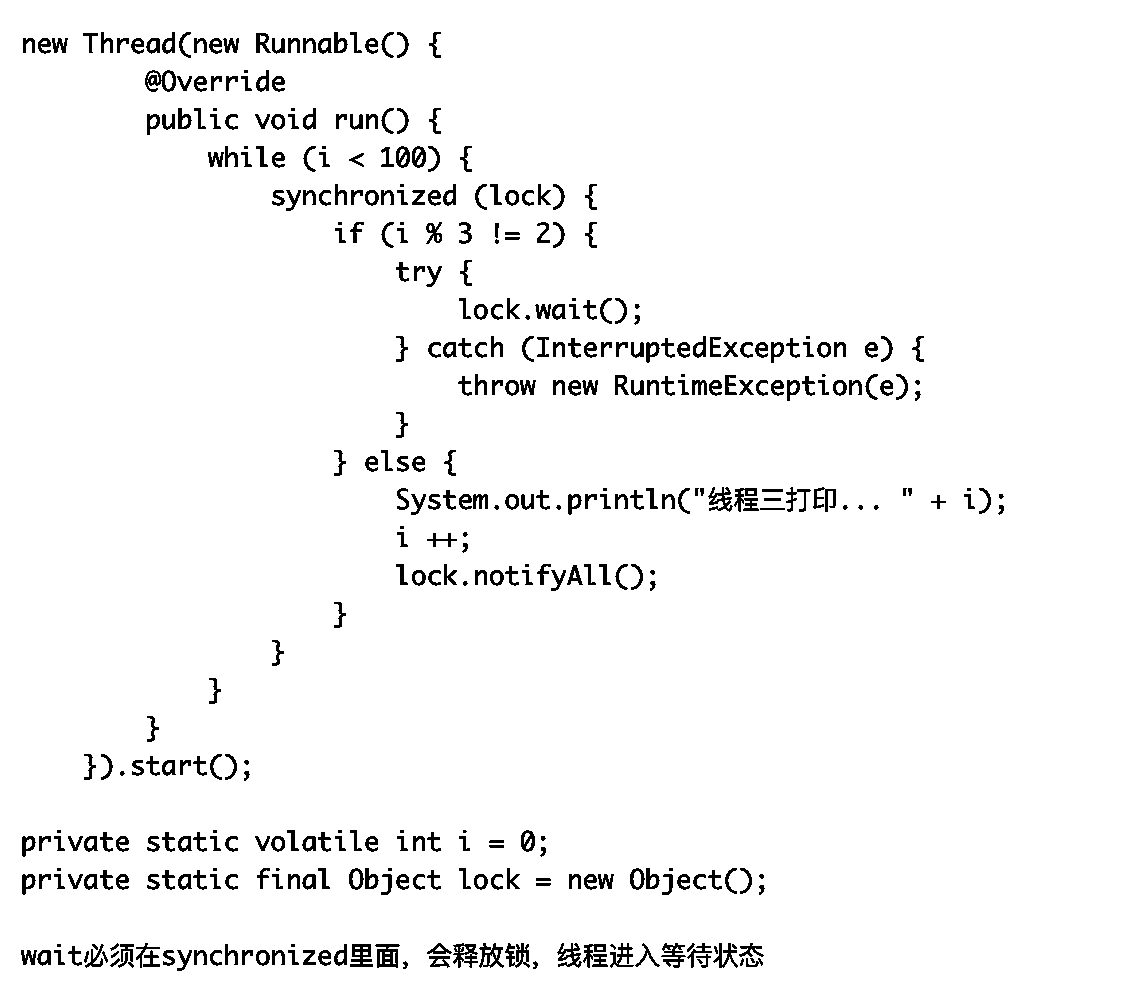 new Thread(new Runnable() {
        @Override
        public void run() {
            while (i < 100) {
                synchronized (lock) {
                    if (i % 3 != 2) {
                        try {
                            lock.wait();
                        } catch (InterruptedException e) {
                            throw new RuntimeException(e);
                        }
                    } else {
                        System.out.println("线程三打印... " + i);
                        i ++;
                        lock.notifyAll();
                    }
                }
            }
        }
    }).start();

private static volatile int i = 0;
private static final Object lock = new Object();

wait必须在synchronized里面，会释放锁，线程进入等待状态